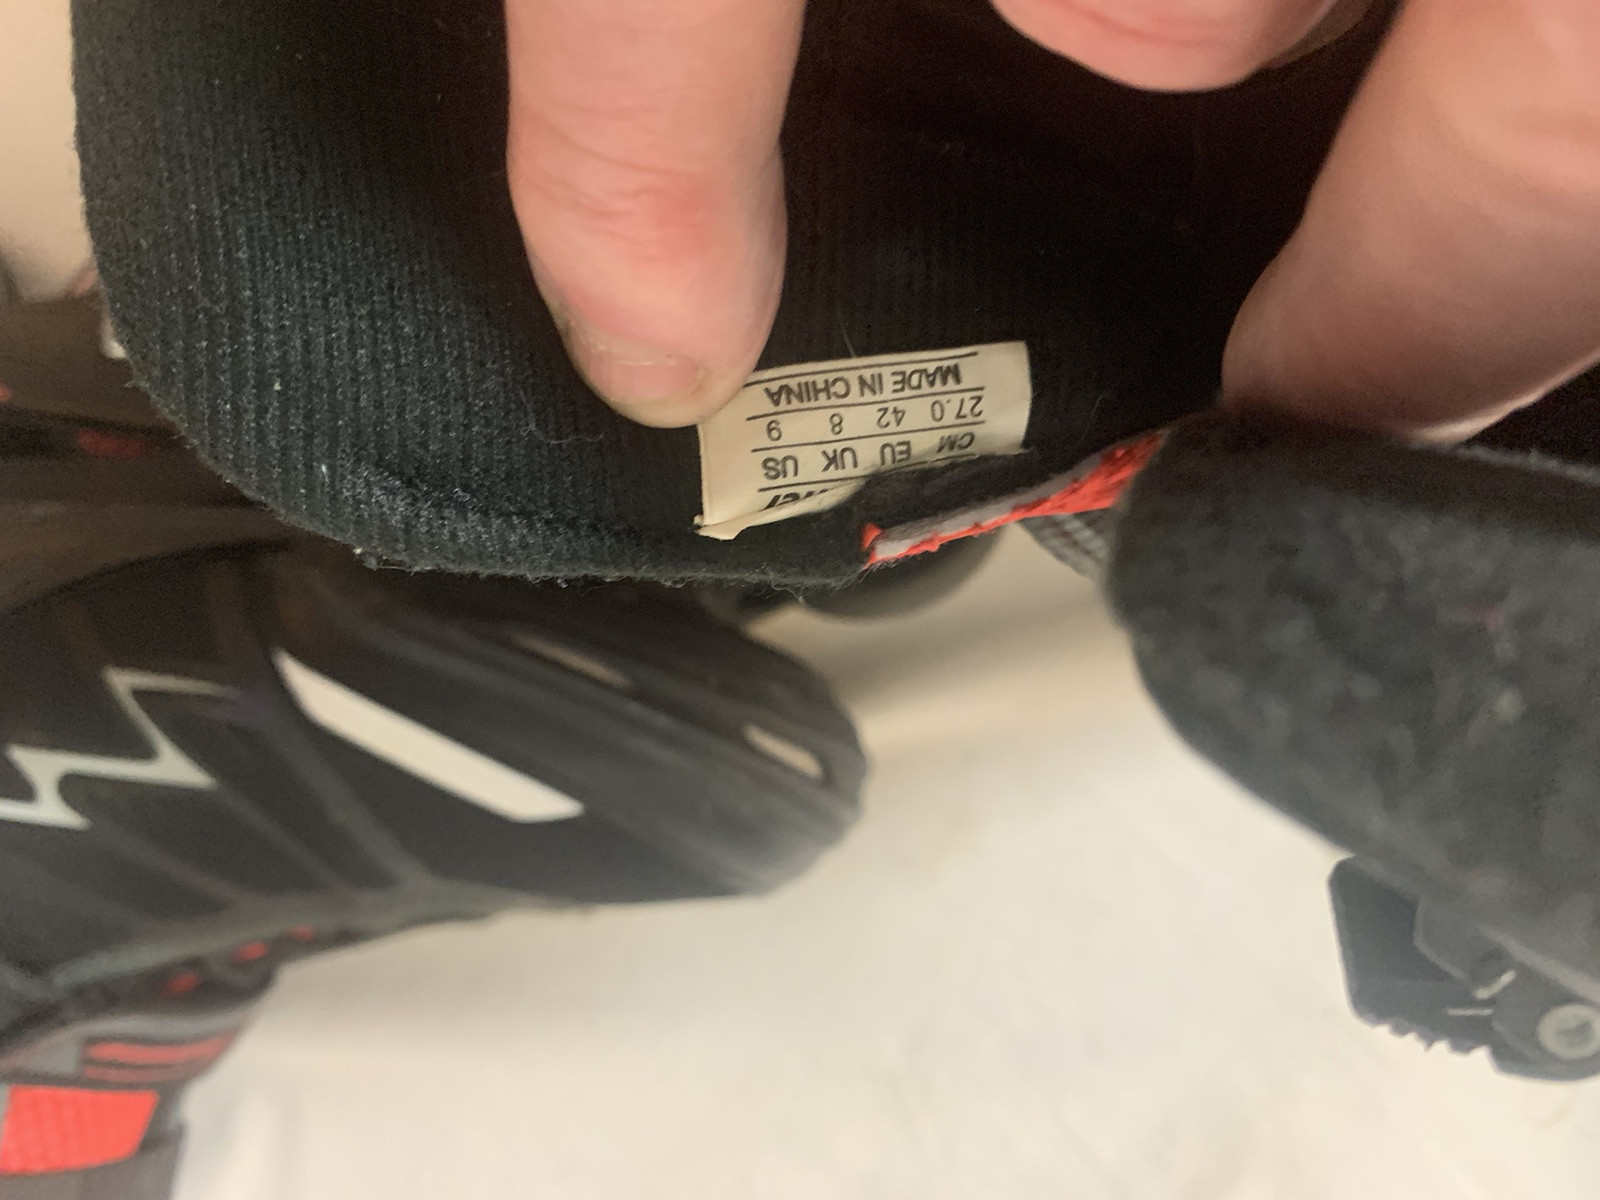 CM EU UK US
27.0 42 8 9
MADE IN CHINA